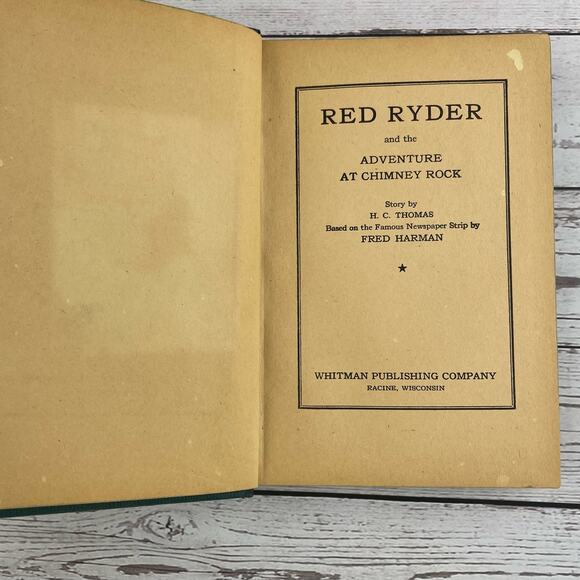 RED RYDER
and the
ADVENTURE
AT CHIMNEY ROCK
Story by
H. C. THOMAS
Based on the Famous Newspaper Strip by
FRED HARMAN
★
WHITMAN PUBLISHING COMPANY
RACINE, WISCONSIN